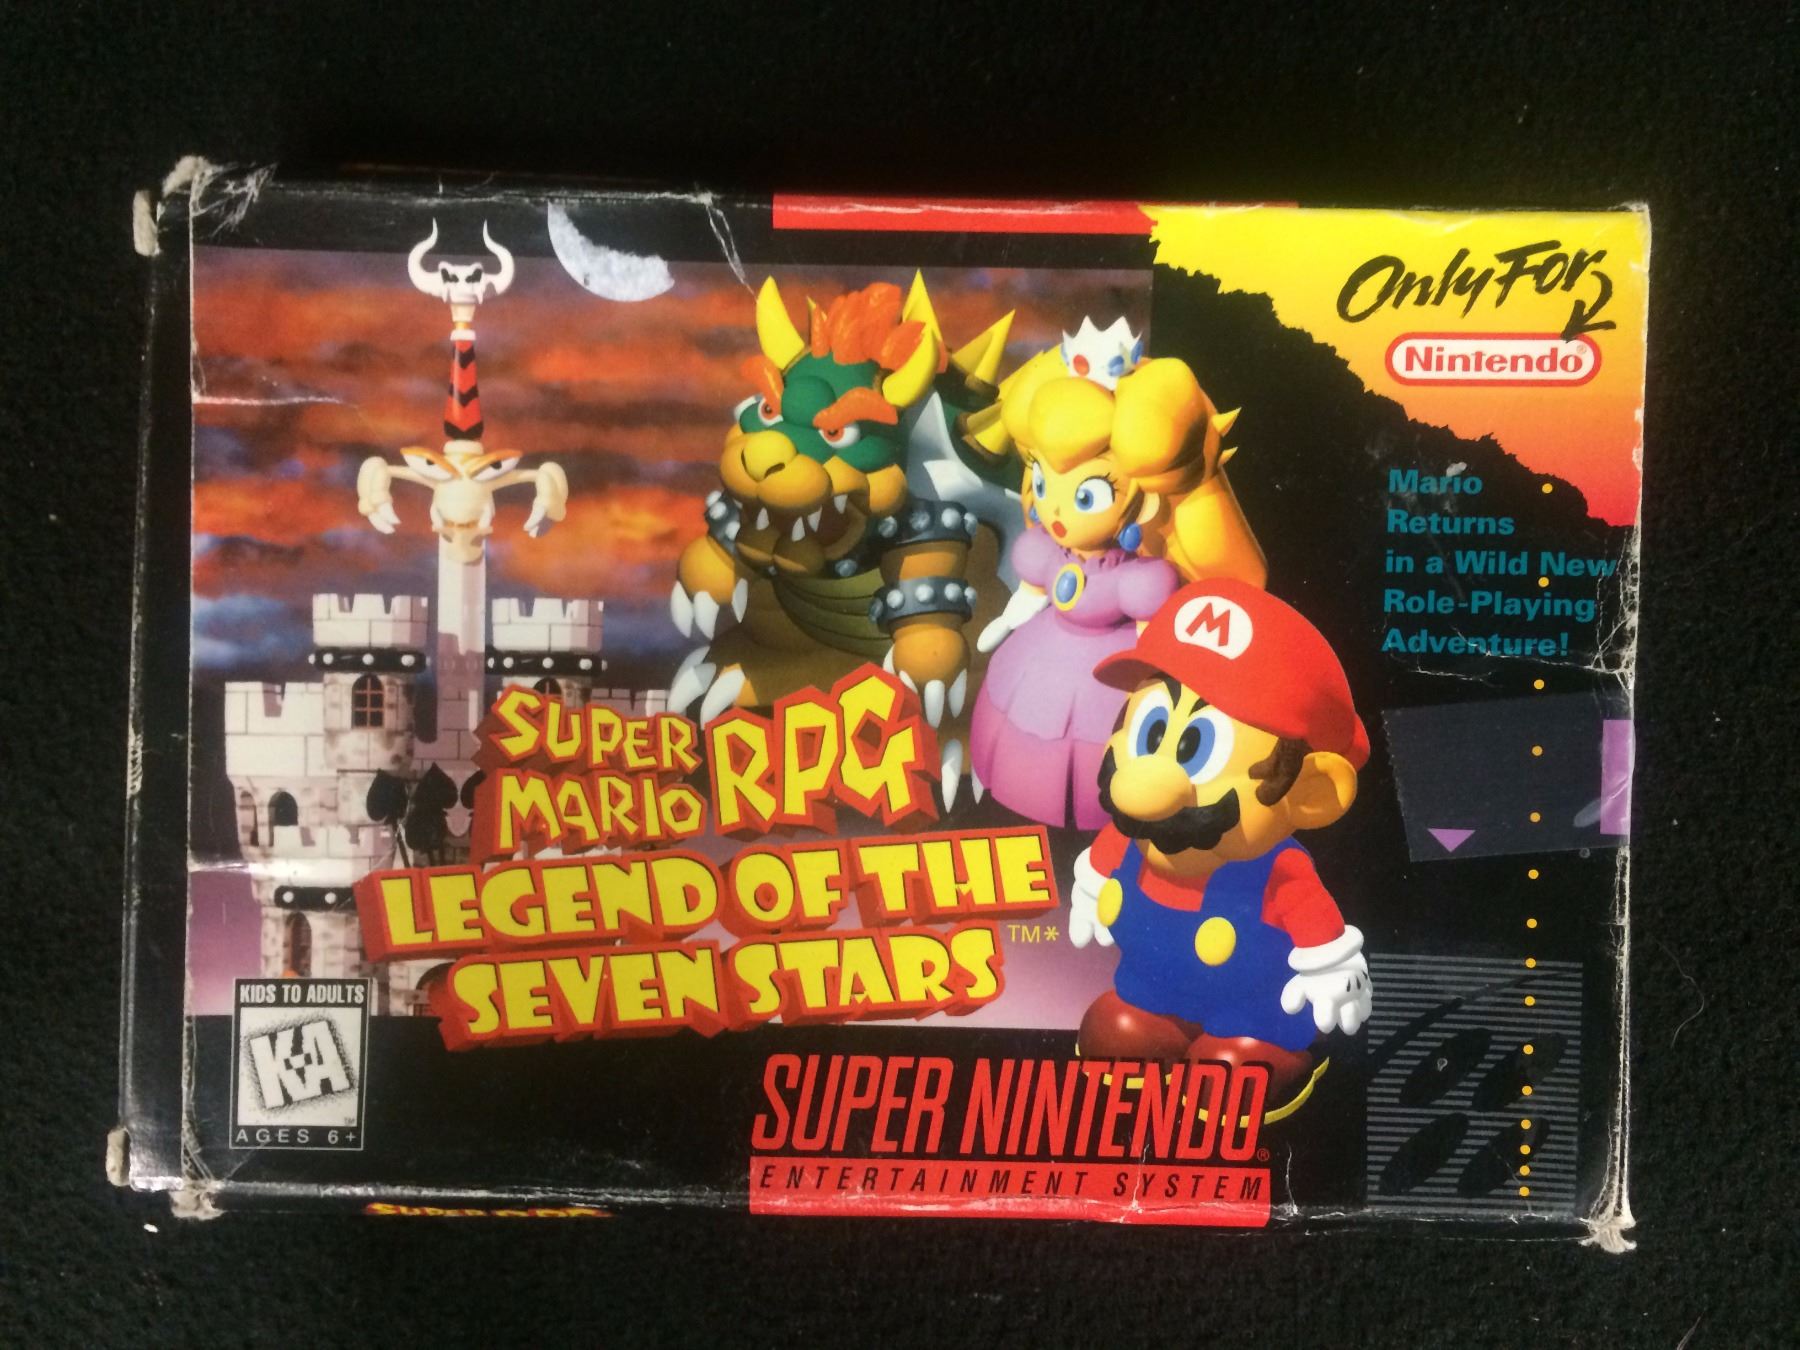 Only For
Nintendo®
Mario
Returns
in a Wild New
Role-Playing
Adventure!
M
SUPER
MARIO RPG
LEGEND OF THE
SEVEN STARS ™*
KIDS TO ADULTS
K-A
™
AGES 6+
SUPER NINTENDO®
ENTERTAINMENT SYSTEM